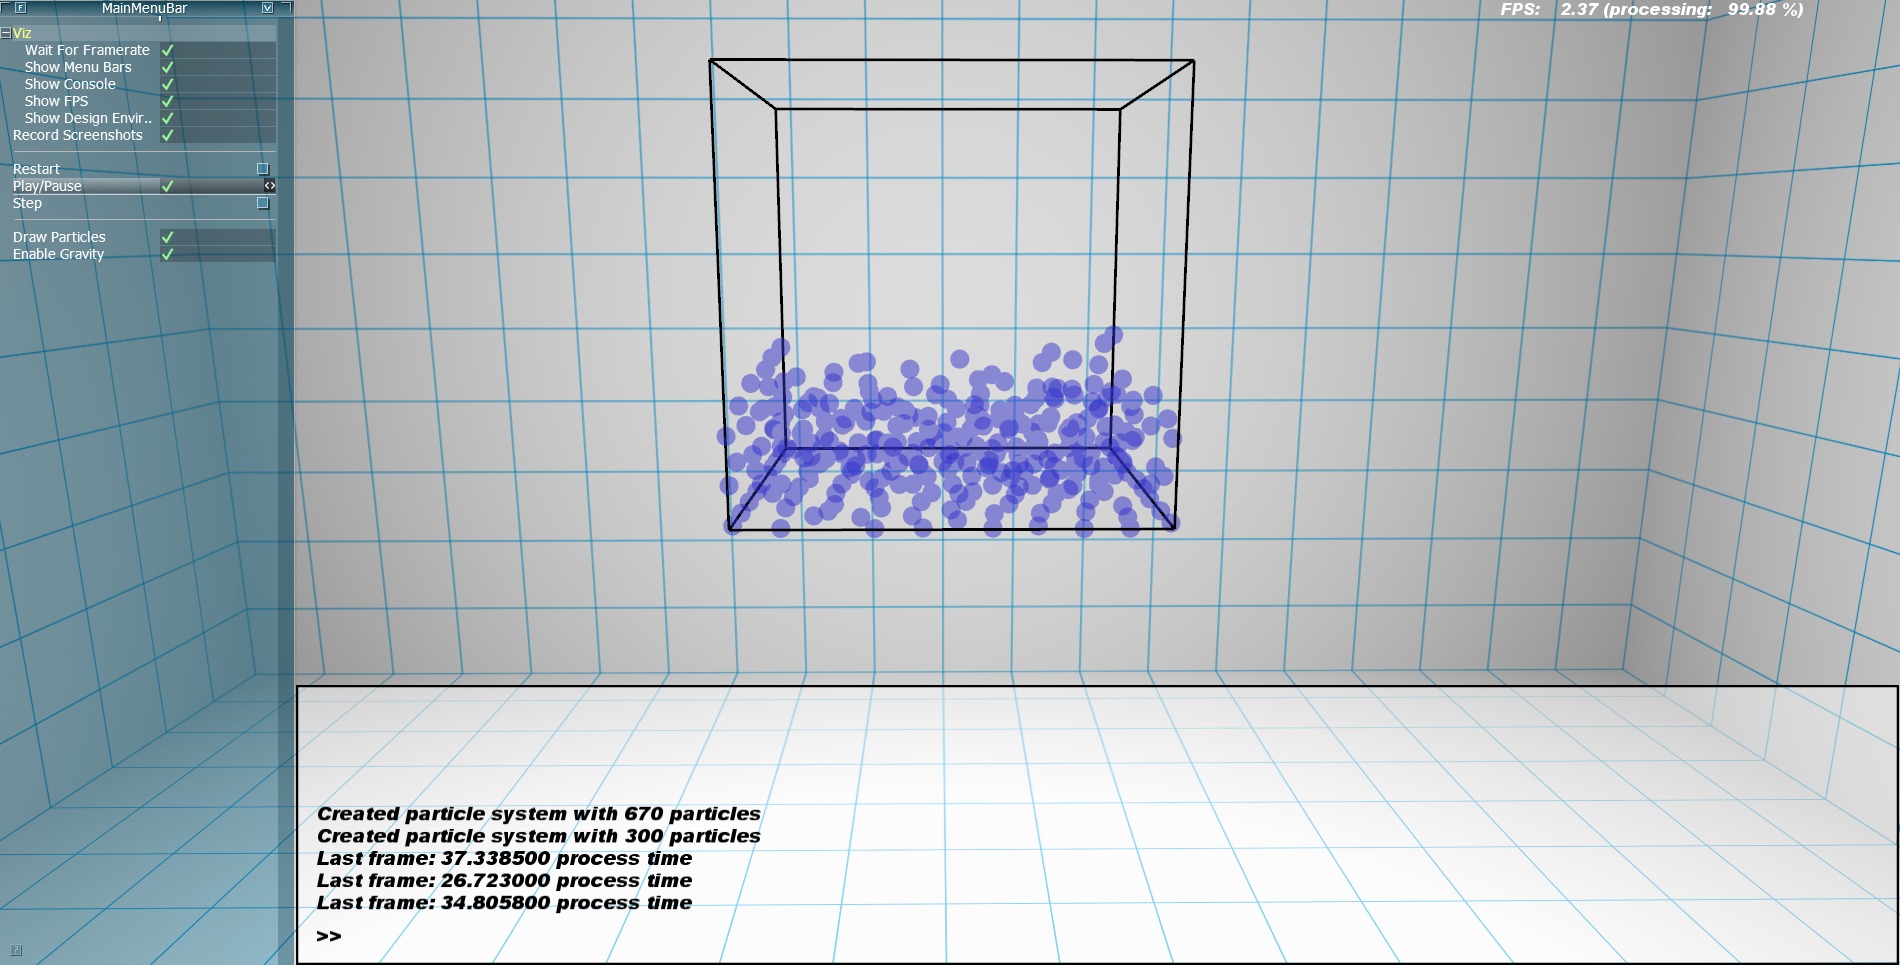 MainMenuBar
FPS: 2.37 (processing: 99.88 %)
Viz
Wait For Framerate
Show Menu Bars
Show Console
Show FPS
Show Design Envir..
Record Screenshots
Restart
Play/Pause
Step
Draw Particles
Enable Gravity
Created particle system with 670 particles
Created particle system with 300 particles
Last frame: 37.338500 process time
Last frame: 26.723000 process time
Last frame: 34.805800 process time
>>